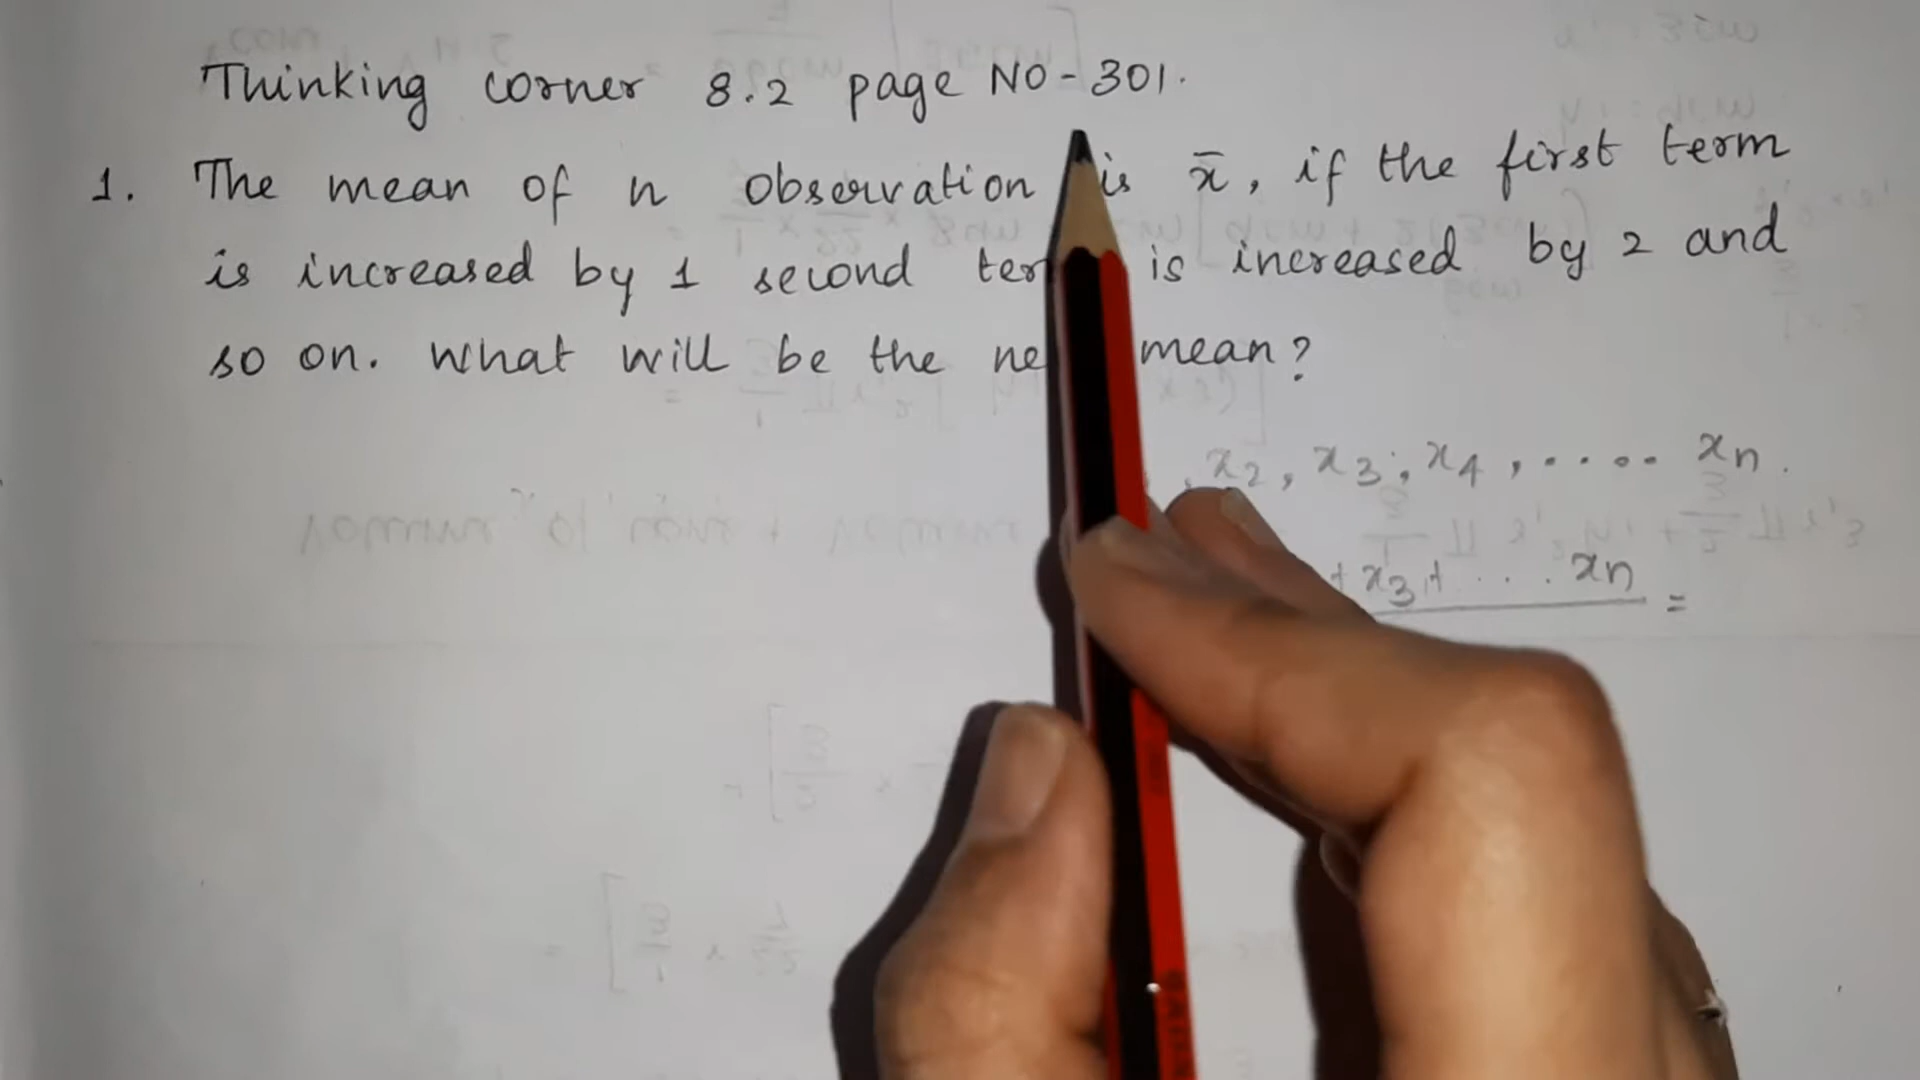 Thinking corner 8.2 page NO-301.
1. The mean of n observation is x̄, if the first term
is increased by 1 second is increased by 2 and
so on. What will be the mean?
, x2, x3, x4, ..... xn.
+ x3 + .... xn =